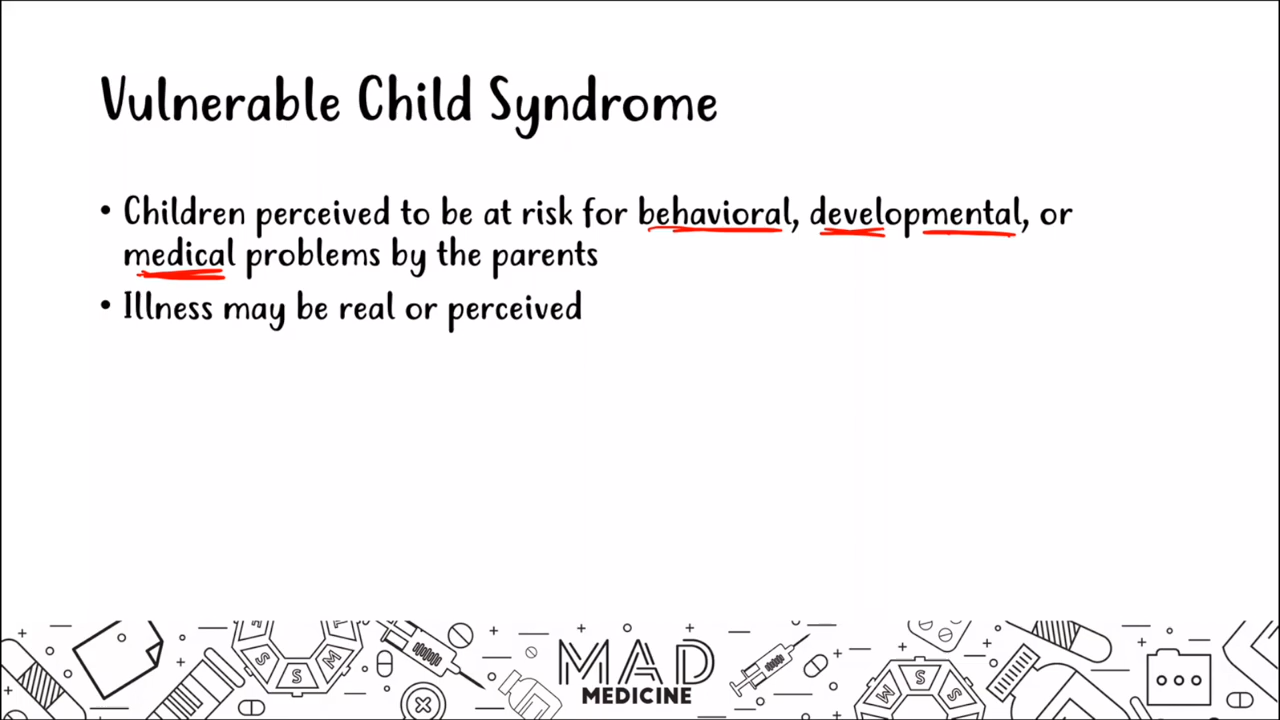 Vulnerable Child Syndrome
• Children perceived to be at risk for behavioral, developmental, or
medical problems by the parents
• Illness may be real or perceived
MAD
MEDICINE